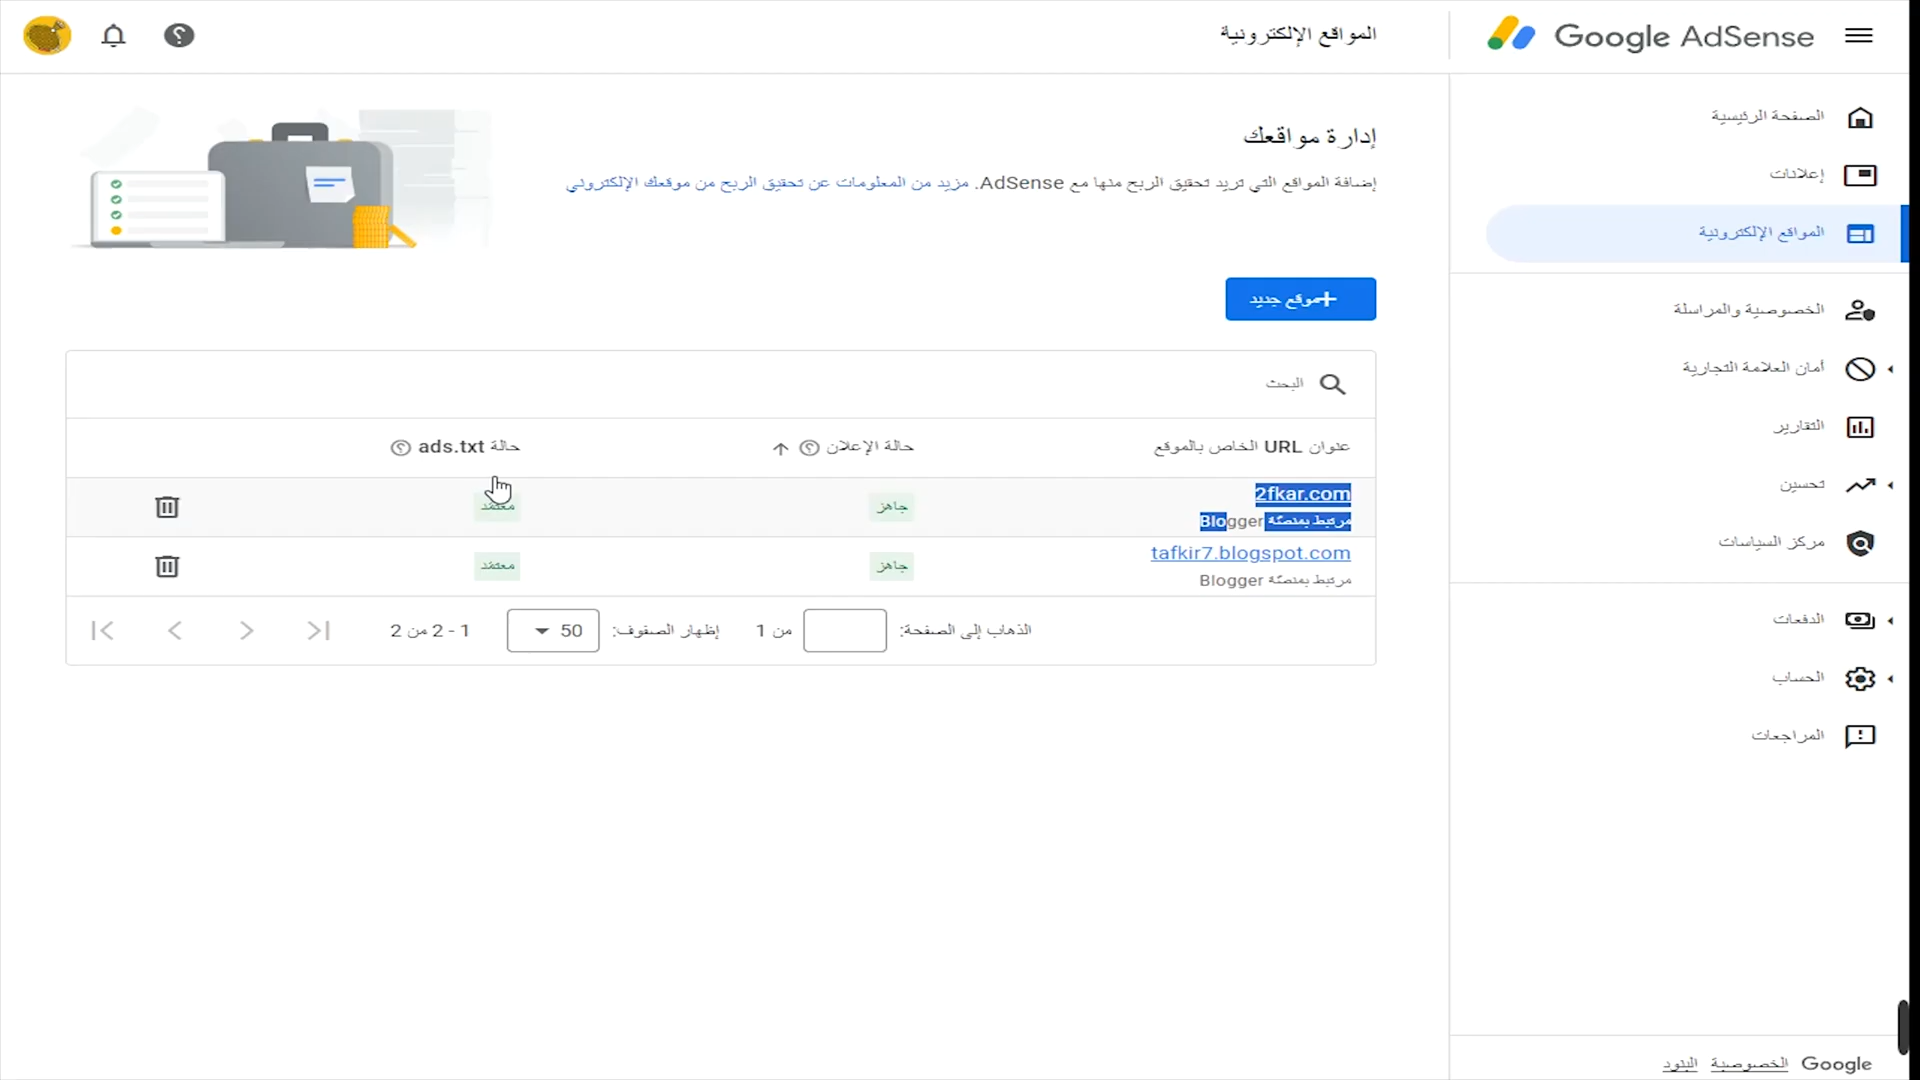 Google AdSense
المواقع الإلكترونية
الصفحة الرئيسية
إعلانات
المواقع الإلكترونية
الخصوصية والمراسلة
أمان العلامة التجارية
التقارير
تحسين
مركز السياسات
الدفعات
الحساب
المراجعات
Google الخصوصية البنود
إدارة مواقعك
إضافة المواقع التي تريد تحقيق الربح منها مع AdSense. مزيد من المعلومات عن تحقيق الربح من موقعك الإلكتروني
+موقع جديد
البحث
عنوان URL الخاص بالموقع حالة الإعلان حالة ads.txt
2fkar.com جاهز معتمَد
مرتبط بمنصّة Blogger
tafkir7.blogspot.com جاهز معتمَد
مرتبط بمنصّة Blogger
الذهاب إلى الصفحة: من 1 إظهار الصفوف: 50 1 - 2 من 2